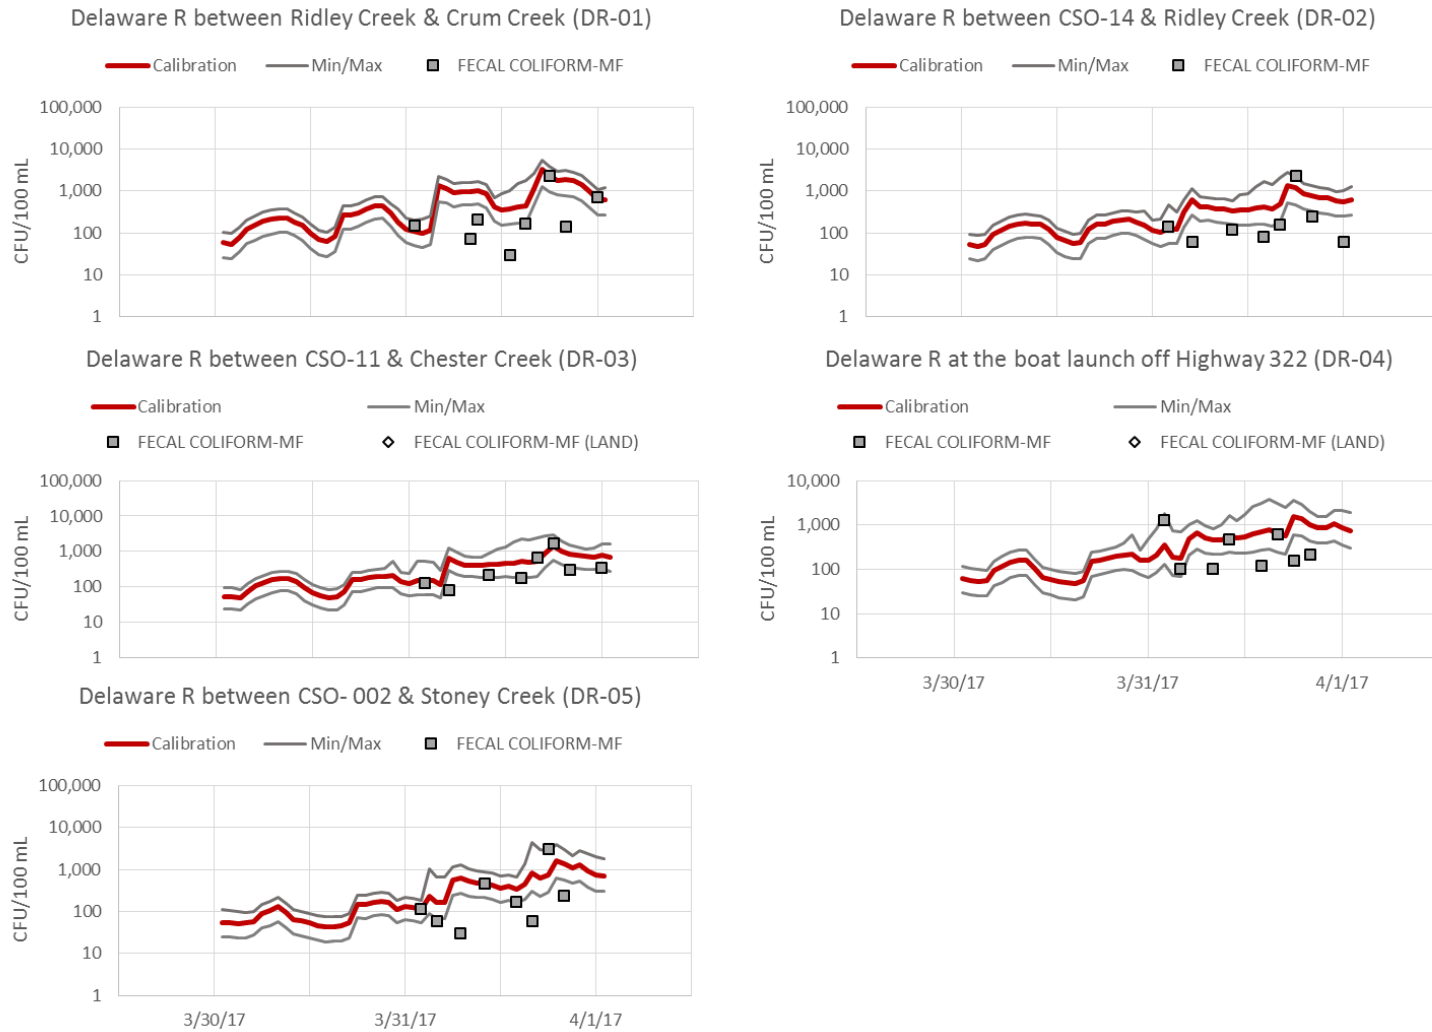 Delaware R between Ridley Creek & Crum Creek (DR-01)
Calibration Min/Max FECAL COLIFORM-MF
CFU/100 mL
100,000
10,000
1,000
100
10
1
Delaware R between CSO-14 & Ridley Creek (DR-02)
Calibration Min/Max FECAL COLIFORM-MF
CFU/100 mL
100,000
10,000
1,000
100
10
1
Delaware R between CSO-11 & Chester Creek (DR-03)
Calibration Min/Max
FECAL COLIFORM-MF FECAL COLIFORM-MF (LAND)
CFU/100 mL
100,000
10,000
1,000
100
10
1
Delaware R at the boat launch off Highway 322 (DR-04)
Calibration Min/Max
FECAL COLIFORM-MF FECAL COLIFORM-MF (LAND)
CFU/100 mL
10,000
1,000
100
10
1
3/30/17 3/31/17 4/1/17
Delaware R between CSO- 002 & Stoney Creek (DR-05)
Calibration Min/Max FECAL COLIFORM-MF
CFU/100 mL
100,000
10,000
1,000
100
10
1
3/30/17 3/31/17 4/1/17